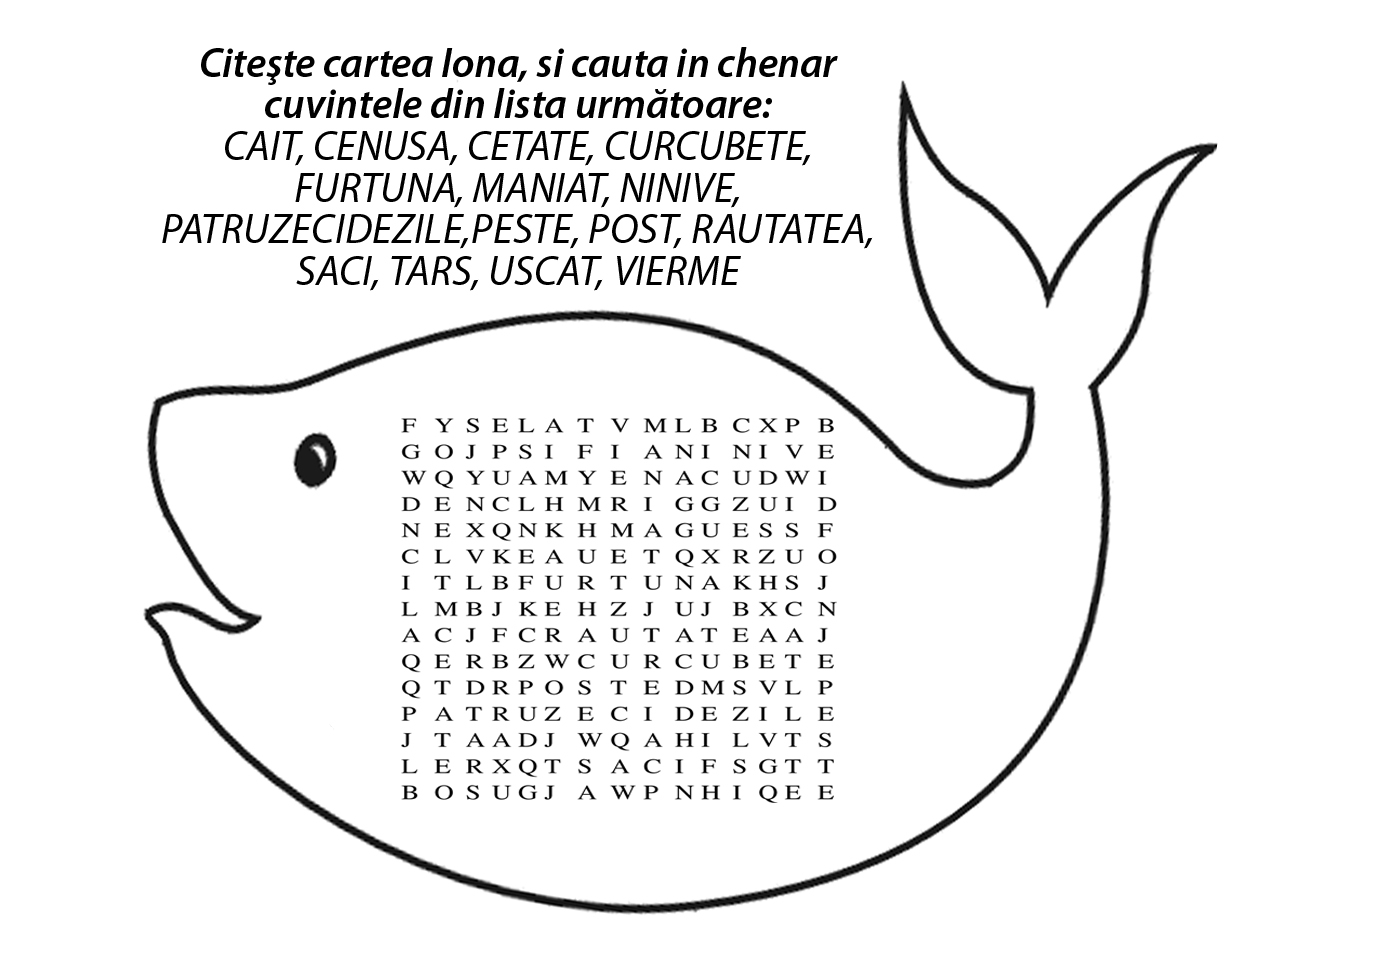 Citeşte cartea Iona, si cauta in chenar
cuvintele din lista următoare:
CAIT, CENUSA, CETATE, CURCUBETE,
FURTUNA, MANIAT, NINIVE,
PATRUZECIDEZILE,PESTE, POST, RAUTATEA,
SACI, TARS, USCAT, VIERME
F Y S E L A T V M L B C X P B
G O J P S I F I A N I N I V E
W Q Y U A M Y E N A C U D W I
D E N C L H M R I G G Z U I D
N E X Q N K H M A G U E S S F
C L V K E A U E T Q X R Z U O
I T L B F U R T U N A K H S J
L M B J K E H Z J U J B X C N
A C J F C R A U T A T E A A J
Q E R B Z W C U R C U B E T E
Q T D R P O S T E D M S V L P
P A T R U Z E C I D E Z I L E
J T A A D J W Q A H I L V T S
L E R X Q T S A C I F S G T T
B O S U G J A W P N H I Q E E